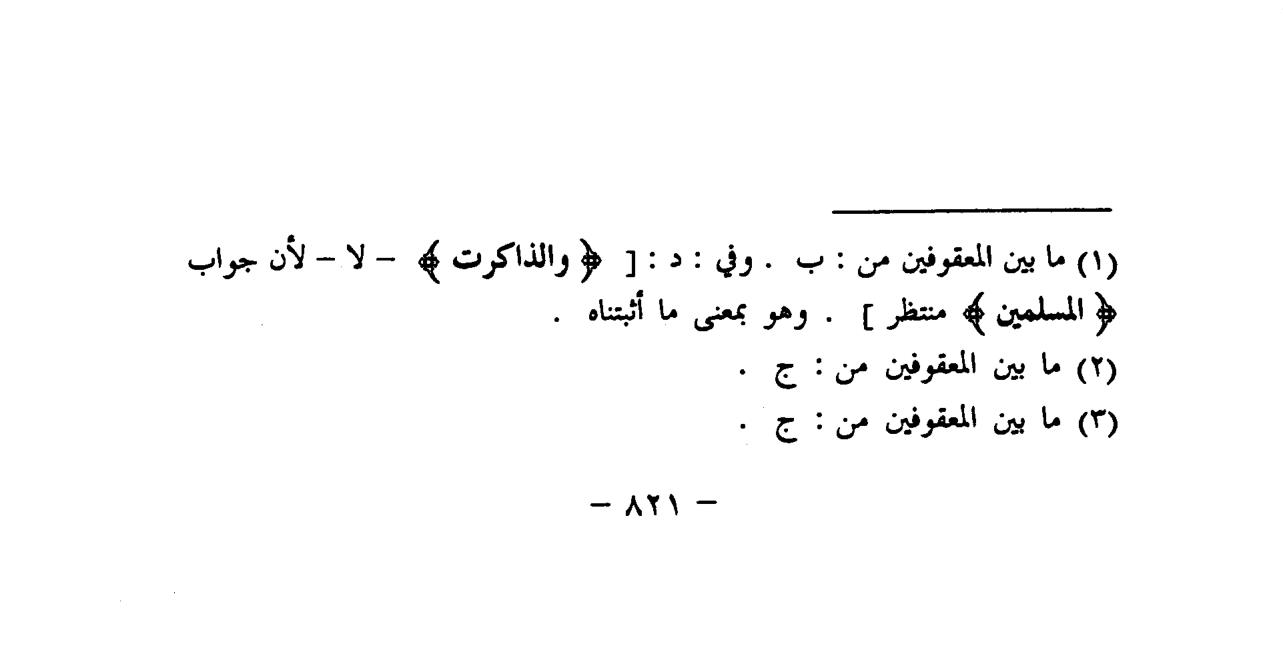 (١) ما بين المعقوفين من : ب . وفي : د : [ ﴿ والذاكرت ﴾ – لا – لأن جواب
﴿ المسلمين ﴾ منتظر ] . وهو بمعنى ما أثبتناه .
(٢) ما بين المعقوفين من : ج .
(٣) ما بين المعقوفين من : ج .
– ٨٢١ –